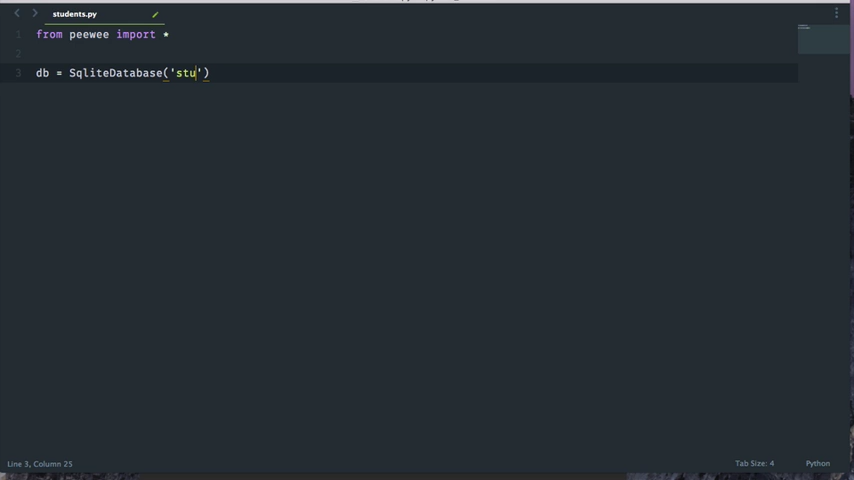 students.py
1 from peewee import *
2
3 db = SqliteDatabase('stu')
Line 3, Column 25
Tab Size: 4
Python